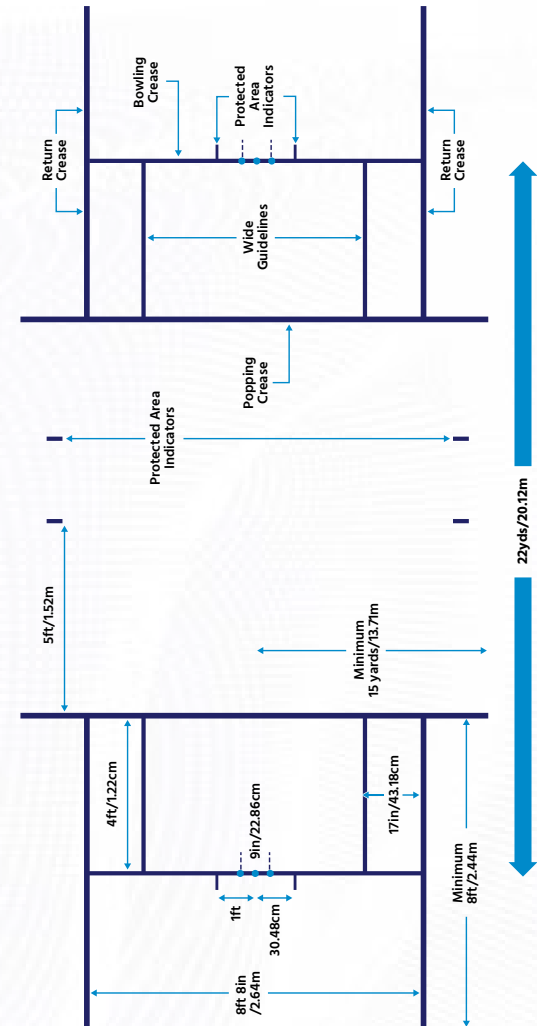 Return
Crease
Bowling
Crease
Protected
Area
Indicators
Return
Crease
Wide
Guidelines
Popping
Crease
Protected Area
Indicators
22yds/20.12m
5ft/1.52m
Minimum
15 yards/13.71m
4ft/1.22cm
9in/22.86cm
17in/43.18cm
1ft
30.48cm
8ft 8in
/2.64m
Minimum
8ft/2.44m